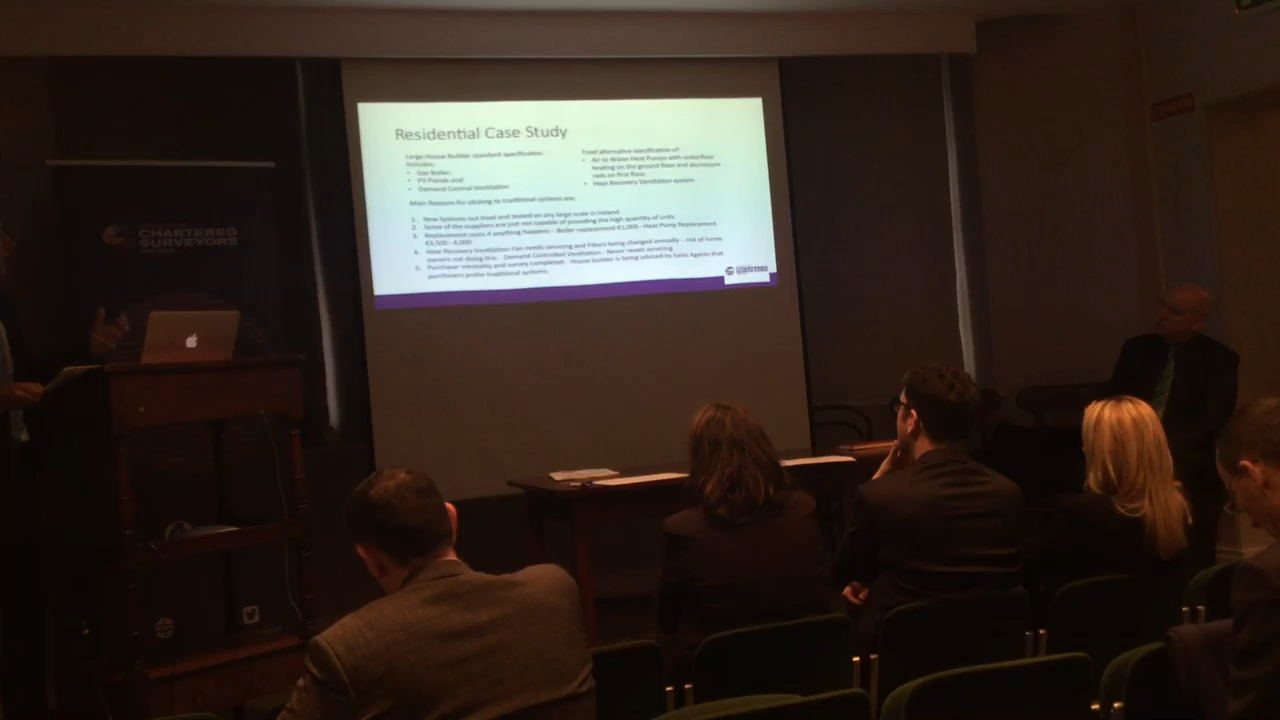 Residential Case Study
Large House Builder standard specification
includes:
• Gas Boiler,
• PV Panels and
• Demand Control Ventilation
Fixed alternative specification of:
• Air to Water Heat Pumps with underfloor
heating on the ground floor and aluminium
rads on first floor.
• Heat Recovery Ventilation system
Main Reasons for sticking to traditional systems are:
1. New Systems not tried and tested on any large scale in Ireland
2. Some of the suppliers are just not capable of providing the high quantity of units
3. Replacement costs if anything happens - Boiler replacement €1,000 - Heat Pump Replacement
€3,500 - 4,000
4. Heat Recovery Ventilation Fan needs servicing and Filters being changed annually – risk of home
owners not doing this. Demand Controlled Ventilation - Never needs servicing.
5. Purchaser mentality and survey completed. House builder is being advised by Sales Agents that
purchasers prefer traditional systems.
CHARTERED
SURVEYORS
CHARTERED
SURVEYORS